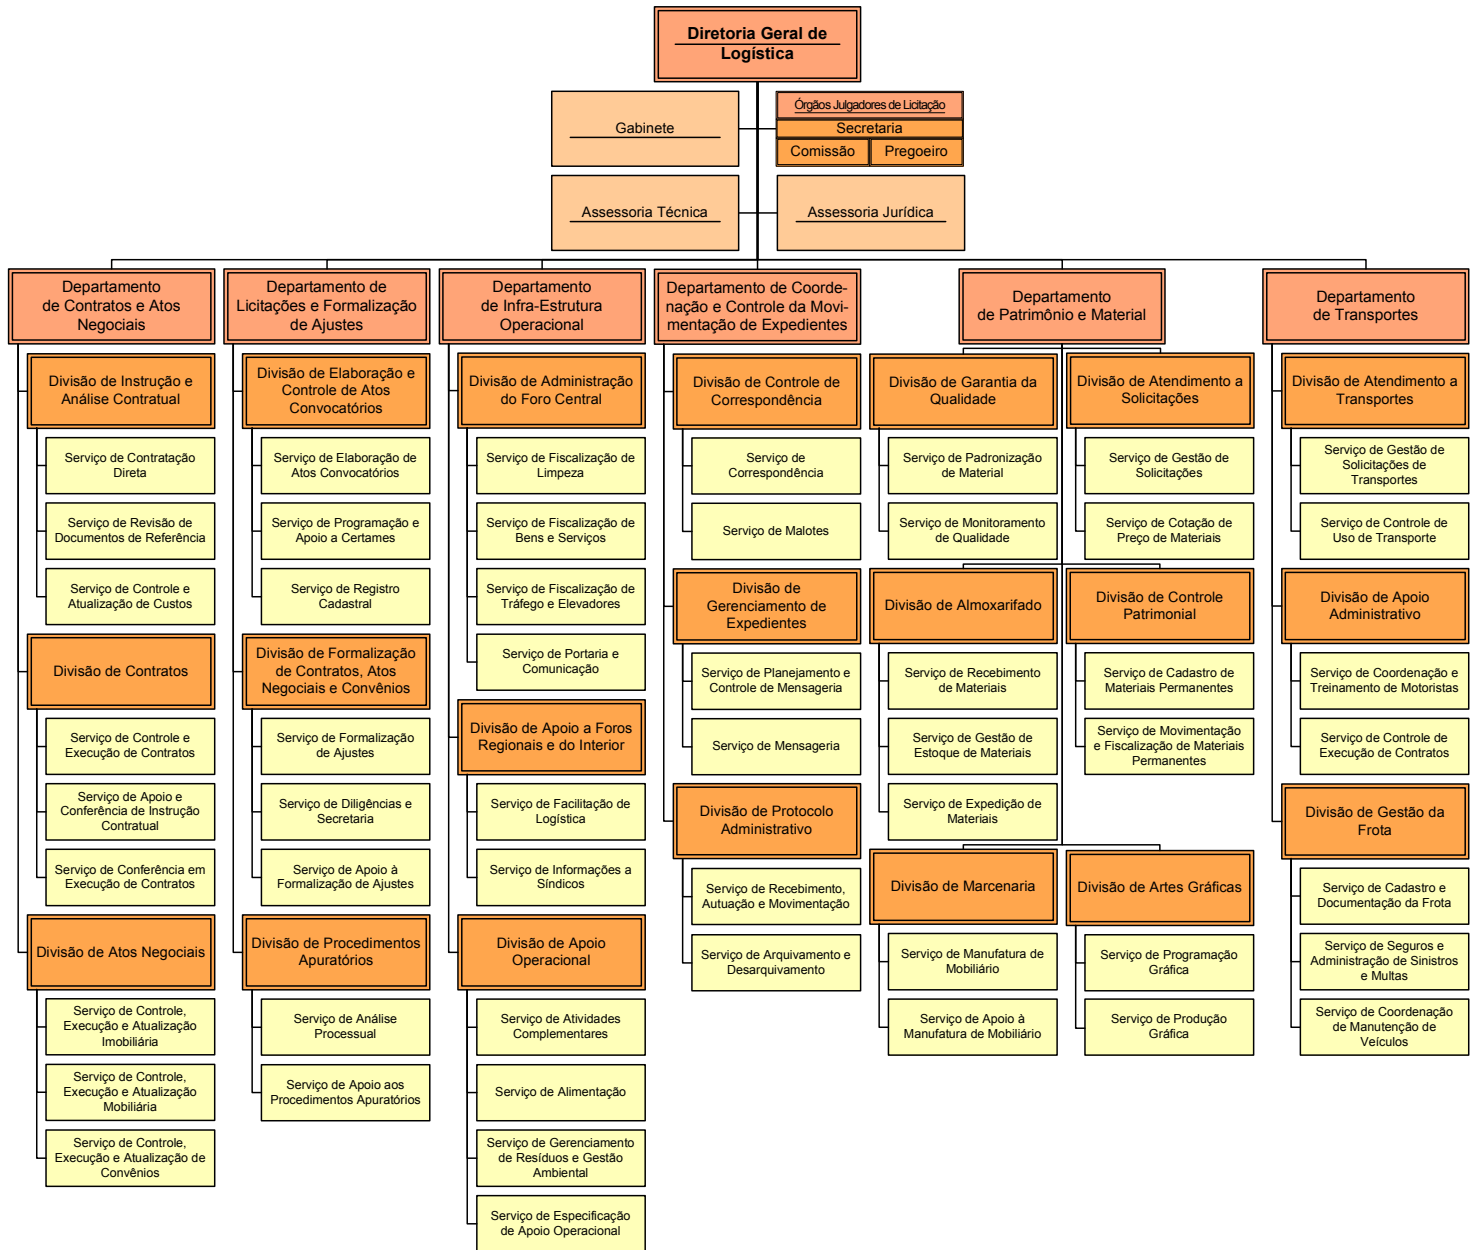 Diretoria Geral de
Logística
Gabinete
Órgãos Julgadores de Licitação
Secretaria
Comissão
Pregoeiro
Assessoria Técnica
Assessoria Jurídica
Departamento
de Contratos e Atos
Negociais
Divisão de Instrução e
Análise Contratual
Serviço de Contratação
Direta
Serviço de Revisão de
Documentos de Referência
Serviço de Controle e
Atualização de Custos
Divisão de Contratos
Serviço de Controle e
Execução de Contratos
Serviço de Apoio e
Conferência de Instrução
Contratual
Serviço de Conferência em
Execução de Contratos
Divisão de Atos Negociais
Serviço de Controle,
Execução e Atualização
Imobiliária
Serviço de Controle,
Execução e Atualização
Mobiliária
Serviço de Controle,
Execução e Atualização de
Convênios
Departamento de
Licitações e Formalização
de Ajustes
Divisão de Elaboração e
Controle de Atos
Convocatórios
Serviço de Elaboração de
Atos Convocatórios
Serviço de Programação e
Apoio a Certames
Serviço de Registro
Cadastral
Divisão de Formalização
de Contratos, Atos
Negociais e Convênios
Serviço de Formalização
de Ajustes
Serviço de Diligências e
Secretaria
Serviço de Apoio à
Formalização de Ajustes
Divisão de Procedimentos
Apuratórios
Serviço de Análise
Processual
Serviço de Apoio aos
Procedimentos Apuratórios
Departamento
de Infra-Estrutura
Operacional
Divisão de Administração
do Foro Central
Serviço de Fiscalização de
Limpeza
Serviço de Fiscalização de
Bens e Serviços
Serviço de Fiscalização de
Tráfego e Elevadores
Serviço de Portaria e
Comunicação
Divisão de Apoio a Foros
Regionais e do Interior
Serviço de Facilitação de
Logística
Serviço de Informações a
Síndicos
Divisão de Apoio
Operacional
Serviço de Atividades
Complementares
Serviço de Alimentação
Serviço de Gerenciamento
de Resíduos e Gestão
Ambiental
Serviço de Especificação
de Apoio Operacional
Departamento de Coorde-
nação e Controle da Movi-
mentação de Expedientes
Divisão de Controle de
Correspondência
Serviço de
Correspondência
Serviço de Malotes
Divisão de
Gerenciamento de
Expedientes
Serviço de Planejamento e
Controle de Mensageria
Serviço de Mensageria
Divisão de Protocolo
Administrativo
Serviço de Recebimento,
Autuação e Movimentação
Serviço de Arquivamento e
Desarquivamento
Departamento
de Patrimônio e Material
Divisão de Garantia da
Qualidade
Serviço de Padronização
de Material
Serviço de Monitoramento
de Qualidade
Divisão de Atendimento a
Solicitações
Serviço de Gestão de
Solicitações
Serviço de Cotação de
Preço de Materiais
Divisão de Almoxarifado
Serviço de Recebimento
de Materiais
Serviço de Gestão de
Estoque de Materiais
Serviço de Expedição de
Materiais
Divisão de Controle
Patrimonial
Serviço de Cadastro de
Materiais Permanentes
Serviço de Movimentação
e Fiscalização de Materiais
Permanentes
Divisão de Marcenaria
Serviço de Manufatura de
Mobiliário
Serviço de Apoio à
Manufatura de Mobiliário
Divisão de Artes Gráficas
Serviço de Programação
Gráfica
Serviço de Produção
Gráfica
Departamento
de Transportes
Divisão de Atendimento a
Transportes
Serviço de Gestão de
Solicitações de
Transportes
Serviço de Controle de
Uso de Transporte
Divisão de Apoio
Administrativo
Serviço de Coordenação e
Treinamento de Motoristas
Serviço de Controle de
Execução de Contratos
Divisão de Gestão da
Frota
Serviço de Cadastro e
Documentação da Frota
Serviço de Seguros e
Administração de Sinistros
e Multas
Serviço de Coordenação
de Manutenção de
Veículos